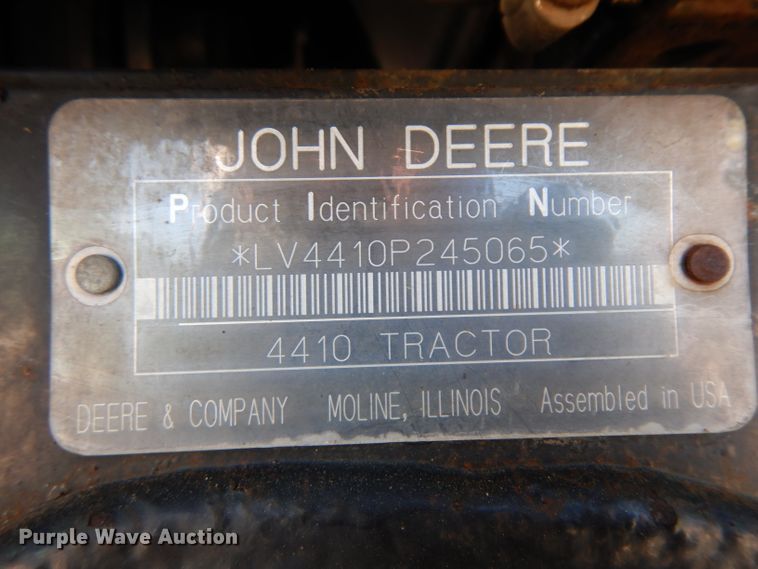 JOHN DEERE
Product Identification Number
*LV4410P245065*
4410 TRACTOR
DEERE & COMPANY MOLINE, ILLINOIS Assembled in USA
Purple Wave Auction